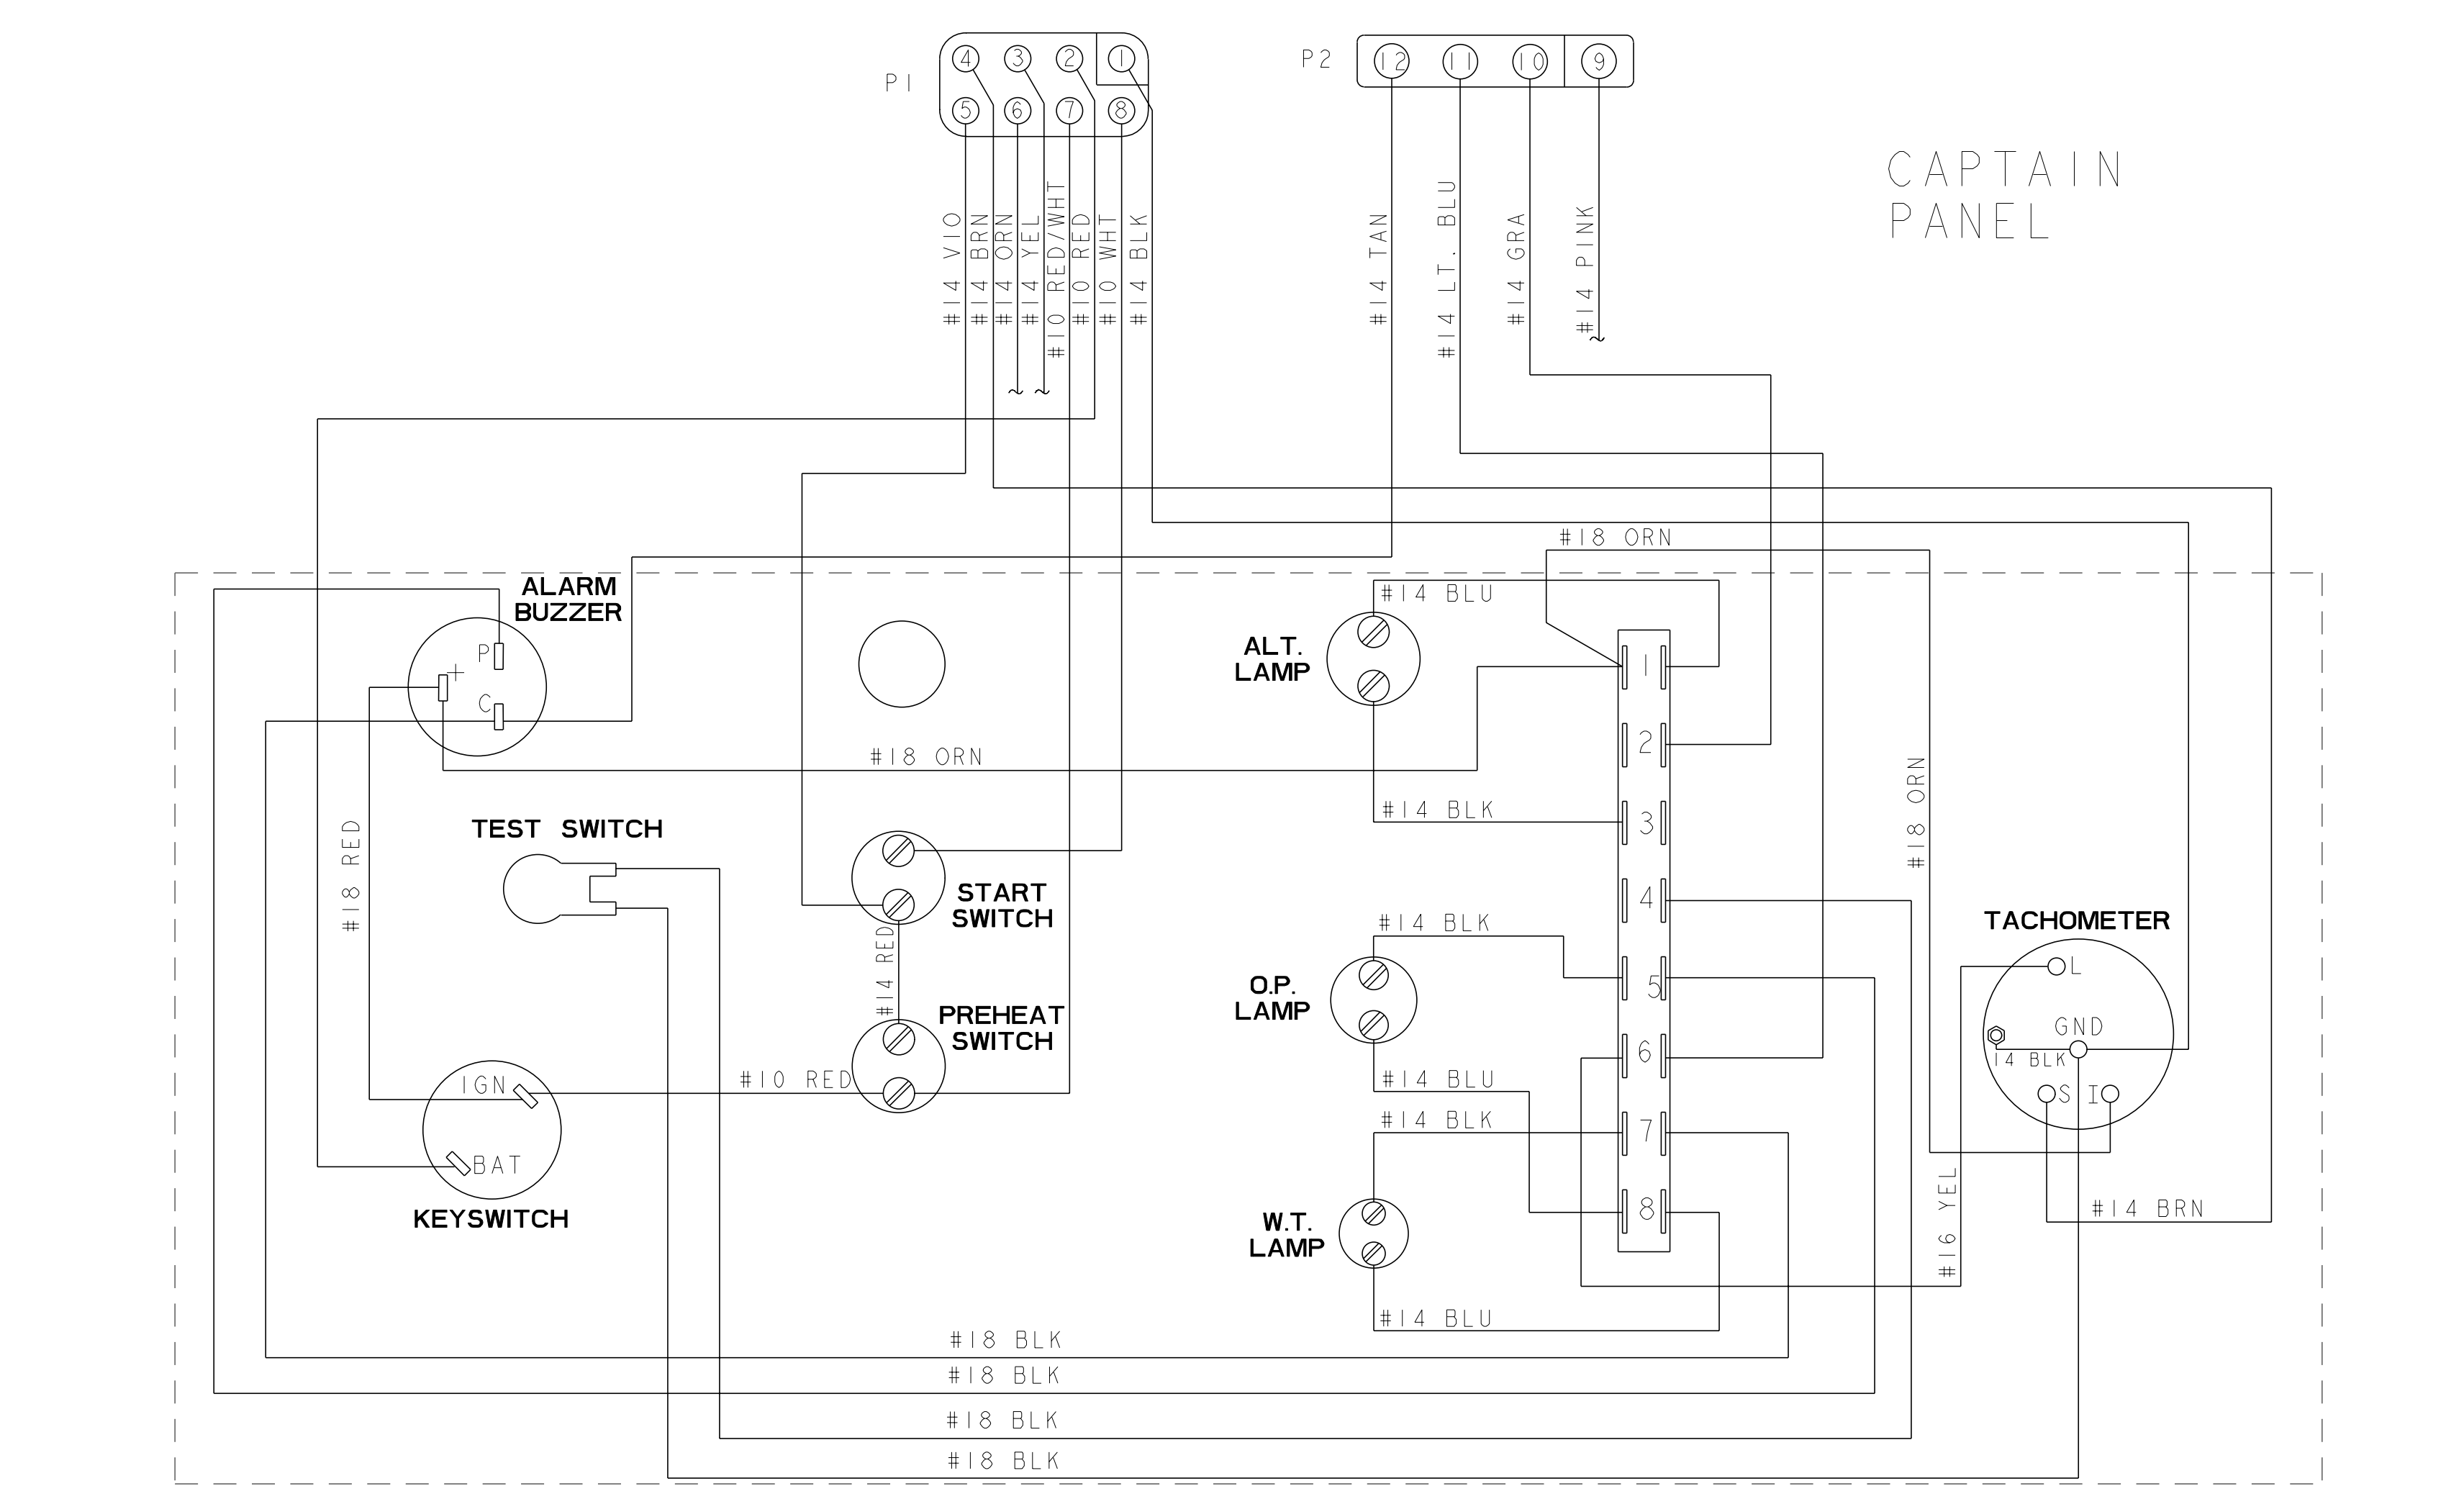 P1
4 3 2 1
5 6 7 8
P2
12 11 10 9
CAPTAIN
PANEL
#14 VIO
#14 BRN
#14 ORN
#14 YEL
#10 RED/WHT
#10 RED
#10 WHT
#14 BLK
#14 TAN
#14 LT. BLU
#14 GRA
#14 PINK
#18 ORN
ALARM
BUZZER
P
+
C
#14 BLU
ALT.
LAMP
1
2
3
4
5
6
7
8
#18 ORN
#14 BLK
#18 ORN
#18 RED
TEST SWITCH
START
SWITCH
#14 RED
PREHEAT
SWITCH
#10 RED
IGN
BAT
KEYSWITCH
#14 BLK
O.P.
LAMP
#14 BLU
#14 BLK
W.T.
LAMP
#14 BLU
TACHOMETER
L
GND
14 BLK
S I
#16 YEL
#14 BRN
#18 BLK
#18 BLK
#18 BLK
#18 BLK